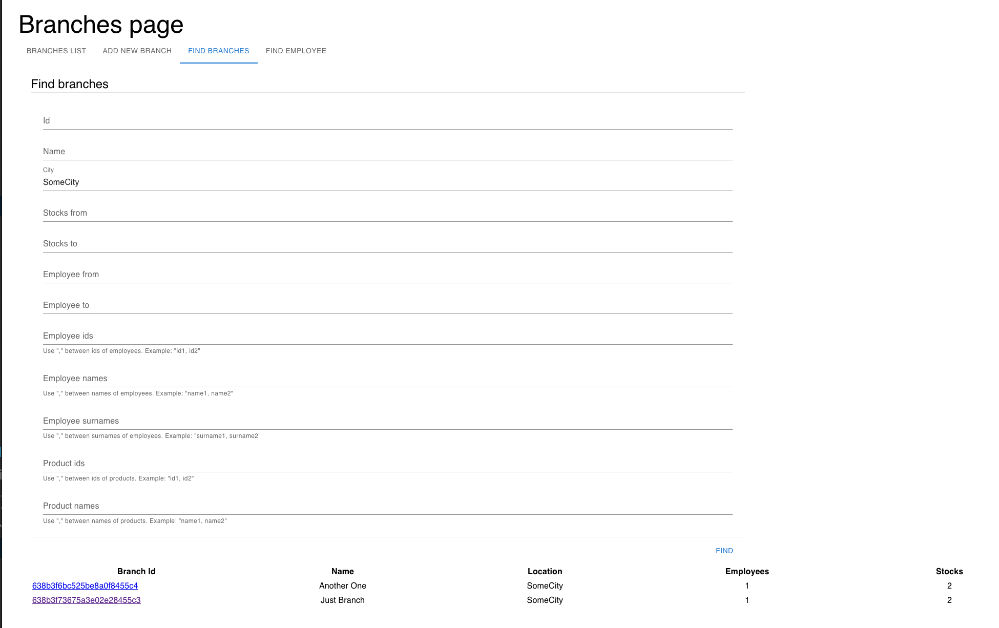 Branches page
BRANCHES LIST ADD NEW BRANCH FIND BRANCHES FIND EMPLOYEE
Find branches
Id
Name
City
SomeCity
Stocks from
Stocks to
Employee from
Employee to
Employee ids
Use "," between ids of employees. Example: "id1, id2"
Employee names
Use "," between names of employees. Example: "name1, name2"
Employee surnames
Use "," between surnames of employees. Example: "surname1, surname2"
Product ids
Use "," between ids of products. Example: "id1, id2"
Product names
Use "," between names of products. Example: "name1, name2"
FIND
Branch Id Name Location Employees Stocks
638b3f6bc525be8a0f8455c4 Another One SomeCity 1 2
638b3f73675a3e02e28455c3 Just Branch SomeCity 1 2